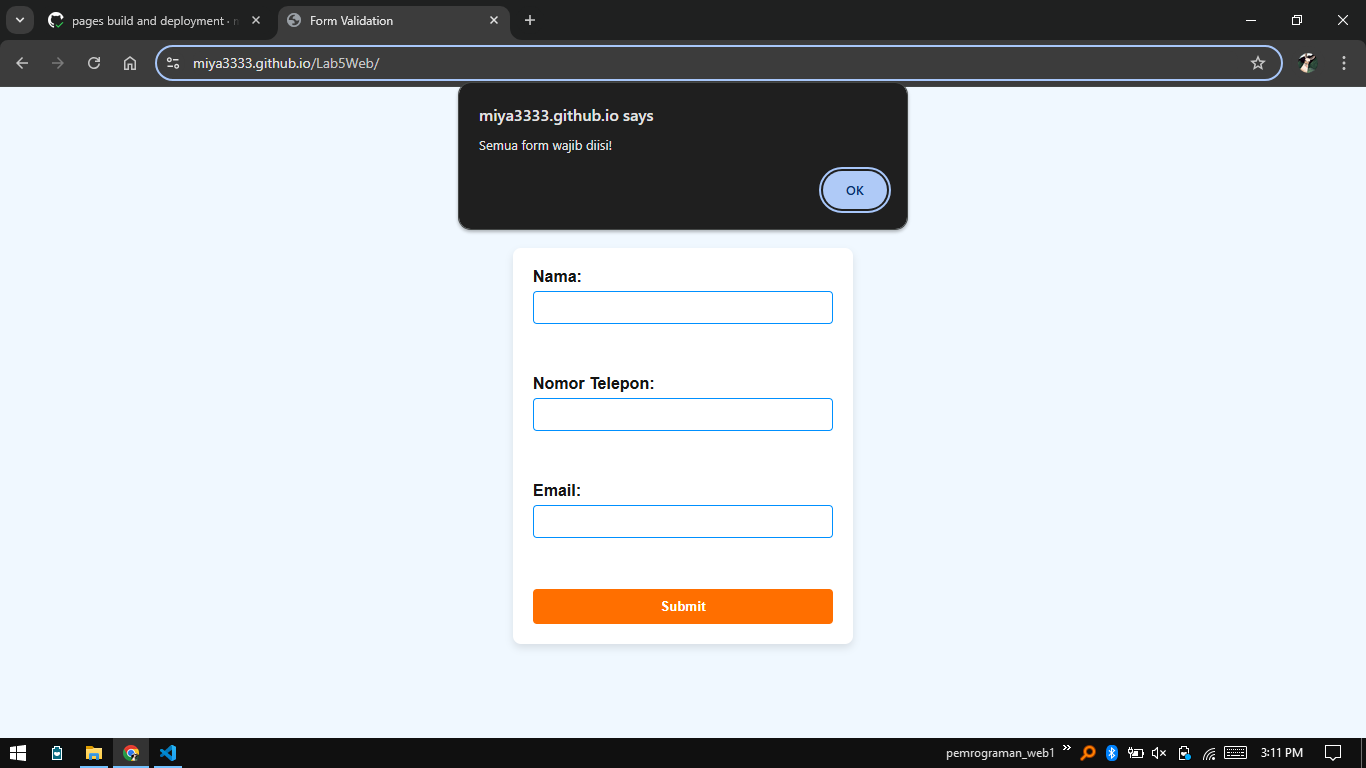 pages build and deployment ·
Form Validation
miya3333.github.io/Lab5Web/
miya3333.github.io says
Semua form wajib diisi!
OK
Nama:
Nomor Telepon:
Email:
Submit
pemrograman_web1
3:11 PM